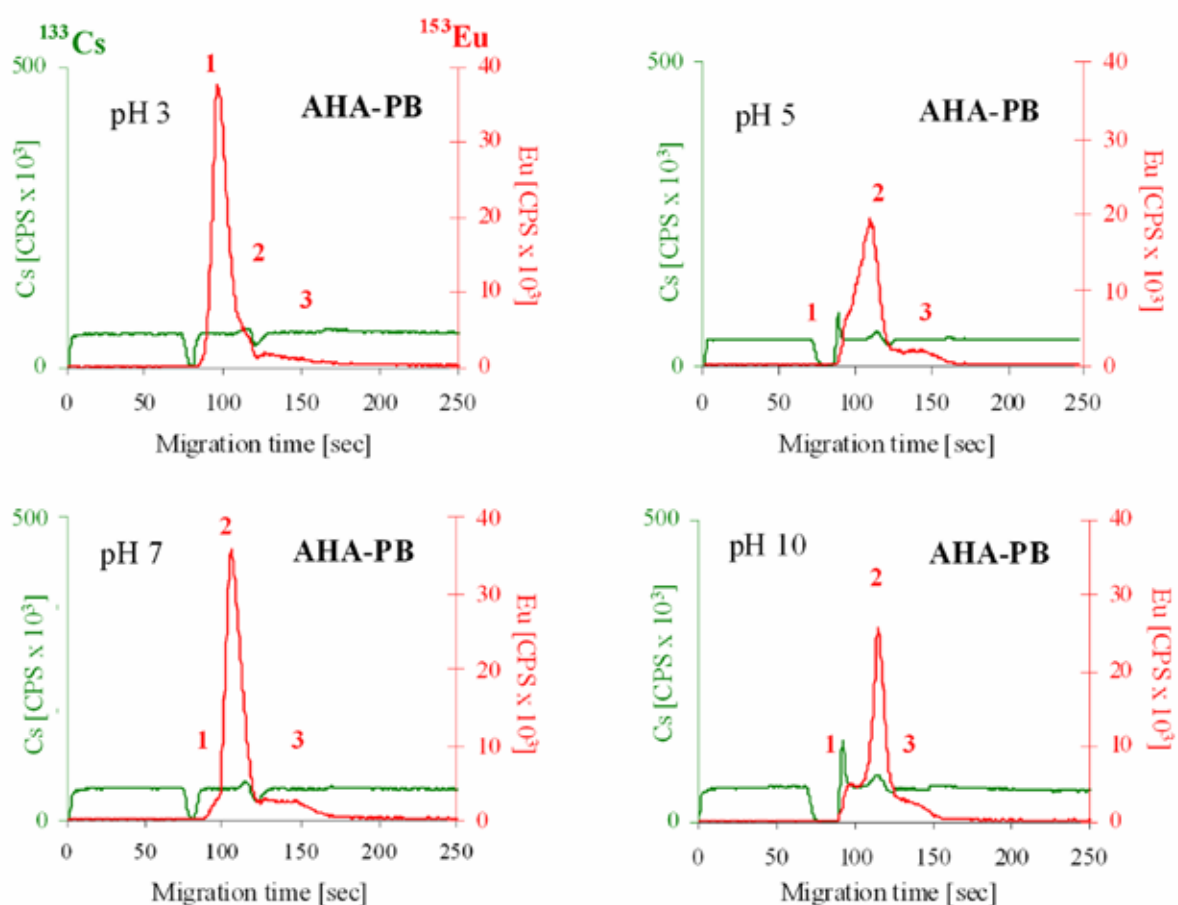 ¹³³Cs ¹⁵³Eu
500 40
1
pH 3 AHA-PB
30
Cs [CPS x 10³] Eu [CPS x 10³]
20
2
3 10
0 0
0 50 100 150 200 250
Migration time [sec]
500 40
pH 5 AHA-PB
30
Cs [CPS x 10³] Eu [CPS x 10³]
2
20
1 3 10
0 0
0 50 100 150 200 250
Migration time [sec]
500 40
2
pH 7 AHA-PB
30
Cs [CPS x 10³] Eu [CPS x 10³]
20
1 3 10
0 0
0 50 100 150 200 250
Migration time [sec]
500 40
pH 10 AHA-PB
2 30
Cs [CPS x 10³] Eu [CPS x 10³]
20
1 3 10
0 0
0 50 100 150 200 250
Migration time [sec]